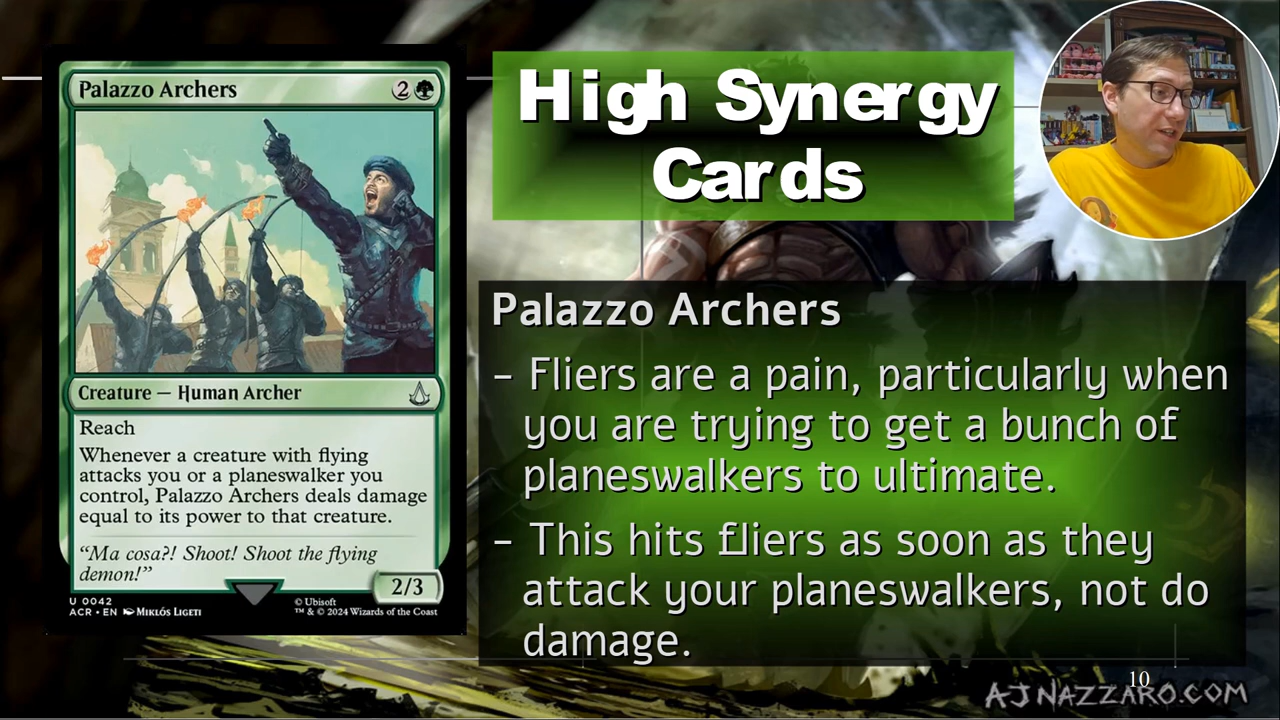 Palazzo Archers 2
Creature — Human Archer
Reach
Whenever a creature with flying
attacks you or a planeswalker you
control, Palazzo Archers deals damage
equal to its power to that creature.
“Ma cosa?! Shoot! Shoot the flying
demon!”
2/3
U 0042
ACR • EN MIKLÓS LIGETI
© Ubisoft
™ & © 2024 Wizards of the Coast
High Synergy
Cards
Palazzo Archers
– Fliers are a pain, particularly when
you are trying to get a bunch of
planeswalkers to ultimate.
– This hits fliers as soon as they
attack your planeswalkers, not do
damage.
10
AJNAZZARO.COM